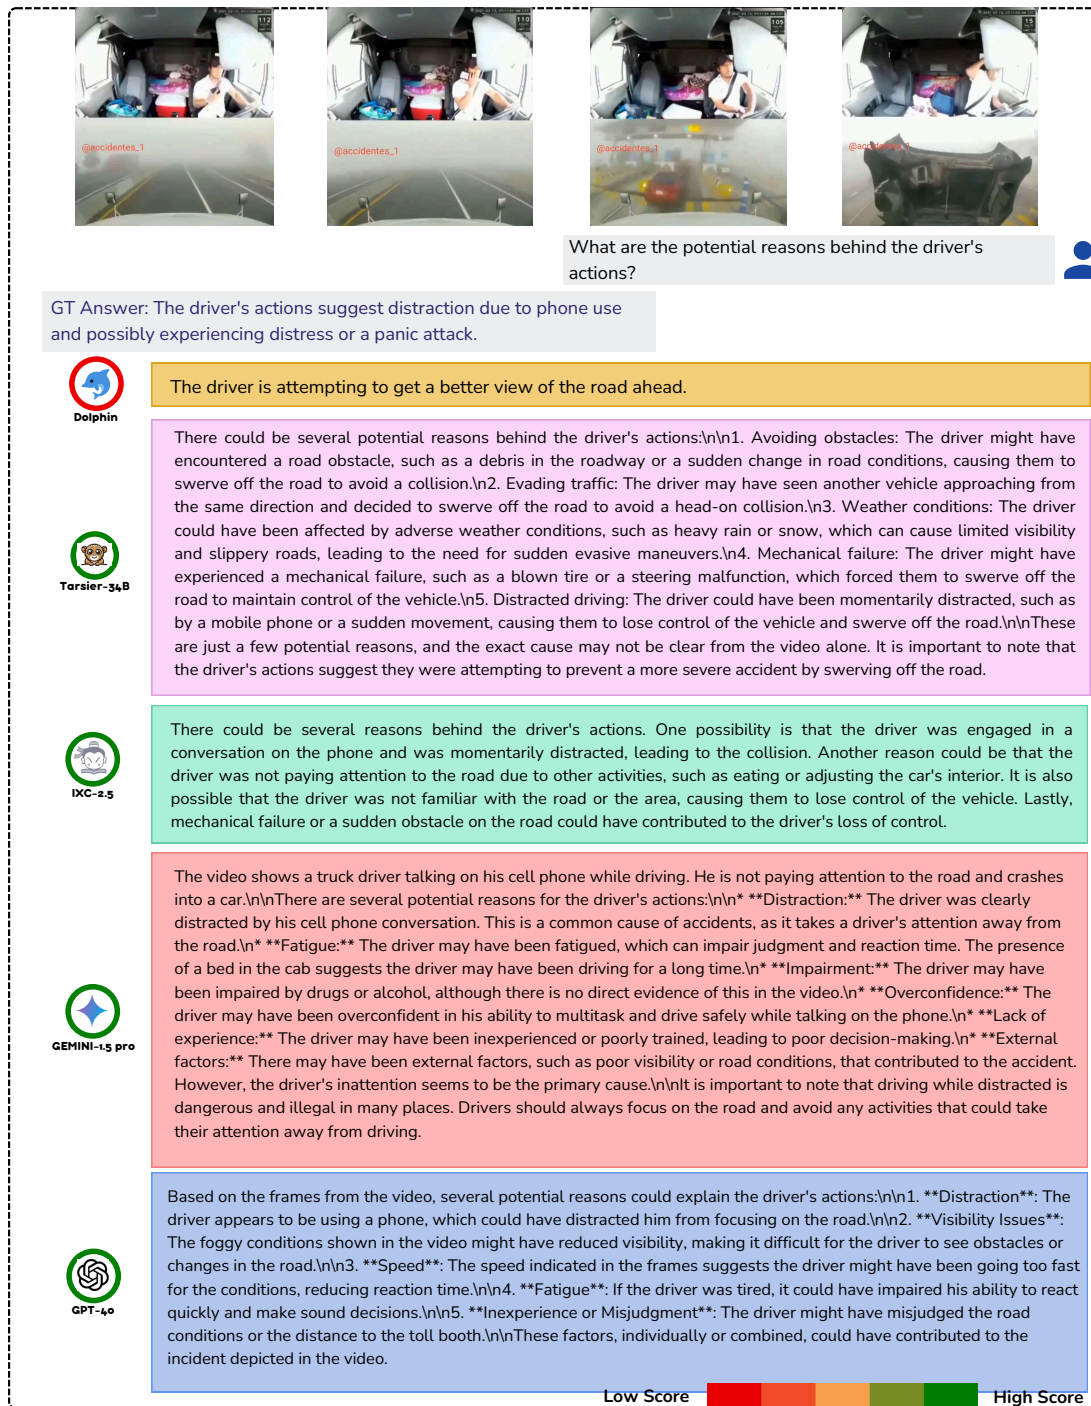 112
110
105
15
@accidentes_1
@accidentes_1
@accidentes_1
What are the potential reasons behind the driver's
actions?
GT Answer: The driver's actions suggest distraction due to phone use
and possibly experiencing distress or a panic attack.
Dolphin
The driver is attempting to get a better view of the road ahead.
There could be several potential reasons behind the driver's actions:\n\n1. Avoiding obstacles: The driver might have
encountered a road obstacle, such as a debris in the roadway or a sudden change in road conditions, causing them to
swerve off the road to avoid a collision.\n2. Evading traffic: The driver may have seen another vehicle approaching from
the same direction and decided to swerve off the road to avoid a head-on collision.\n3. Weather conditions: The driver
could have been affected by adverse weather conditions, such as heavy rain or snow, which can cause limited visibility
and slippery roads, leading to the need for sudden evasive maneuvers.\n4. Mechanical failure: The driver might have
experienced a mechanical failure, such as a blown tire or a steering malfunction, which forced them to swerve off the
road to maintain control of the vehicle.\n5. Distracted driving: The driver could have been momentarily distracted, such as
by a mobile phone or a sudden movement, causing them to lose control of the vehicle and swerve off the road.\n\nThese
are just a few potential reasons, and the exact cause may not be clear from the video alone. It is important to note that
the driver's actions suggest they were attempting to prevent a more severe accident by swerving off the road.
Tarsier-34B
There could be several reasons behind the driver's actions. One possibility is that the driver was engaged in a
conversation on the phone and was momentarily distracted, leading to the collision. Another reason could be that the
driver was not paying attention to the road due to other activities, such as eating or adjusting the car's interior. It is also
possible that the driver was not familiar with the road or the area, causing them to lose control of the vehicle. Lastly,
mechanical failure or a sudden obstacle on the road could have contributed to the driver's loss of control.
IXC-2.5
The video shows a truck driver talking on his cell phone while driving. He is not paying attention to the road and crashes
into a car.\n\nThere are several potential reasons for the driver's actions:\n\n* **Distraction:** The driver was clearly
distracted by his cell phone conversation. This is a common cause of accidents, as it takes a driver's attention away from
the road.\n* **Fatigue:** The driver may have been fatigued, which can impair judgment and reaction time. The presence
of a bed in the cab suggests the driver may have been driving for a long time.\n* **Impairment:** The driver may have
been impaired by drugs or alcohol, although there is no direct evidence of this in the video.\n* **Overconfidence:** The
driver may have been overconfident in his ability to multitask and drive safely while talking on the phone.\n* **Lack of
experience:** The driver may have been inexperienced or poorly trained, leading to poor decision-making.\n* **External
factors:** There may have been external factors, such as poor visibility or road conditions, that contributed to the accident.
However, the driver's inattention seems to be the primary cause.\n\nIt is important to note that driving while distracted is
dangerous and illegal in many places. Drivers should always focus on the road and avoid any activities that could take
their attention away from driving.
GEMINI-1.5 pro
Based on the frames from the video, several potential reasons could explain the driver's actions:\n\n1. **Distraction**: The
driver appears to be using a phone, which could have distracted him from focusing on the road.\n\n2. **Visibility Issues**:
The foggy conditions shown in the video might have reduced visibility, making it difficult for the driver to see obstacles or
changes in the road.\n\n3. **Speed**: The speed indicated in the frames suggests the driver might have been going too fast
for the conditions, reducing reaction time.\n\n4. **Fatigue**: If the driver was tired, it could have impaired his ability to react
quickly and make sound decisions.\n\n5. **Inexperience or Misjudgment**: The driver might have misjudged the road
conditions or the distance to the toll booth.\n\nThese factors, individually or combined, could have contributed to the
incident depicted in the video.
GPT-4o
Low Score
High Score